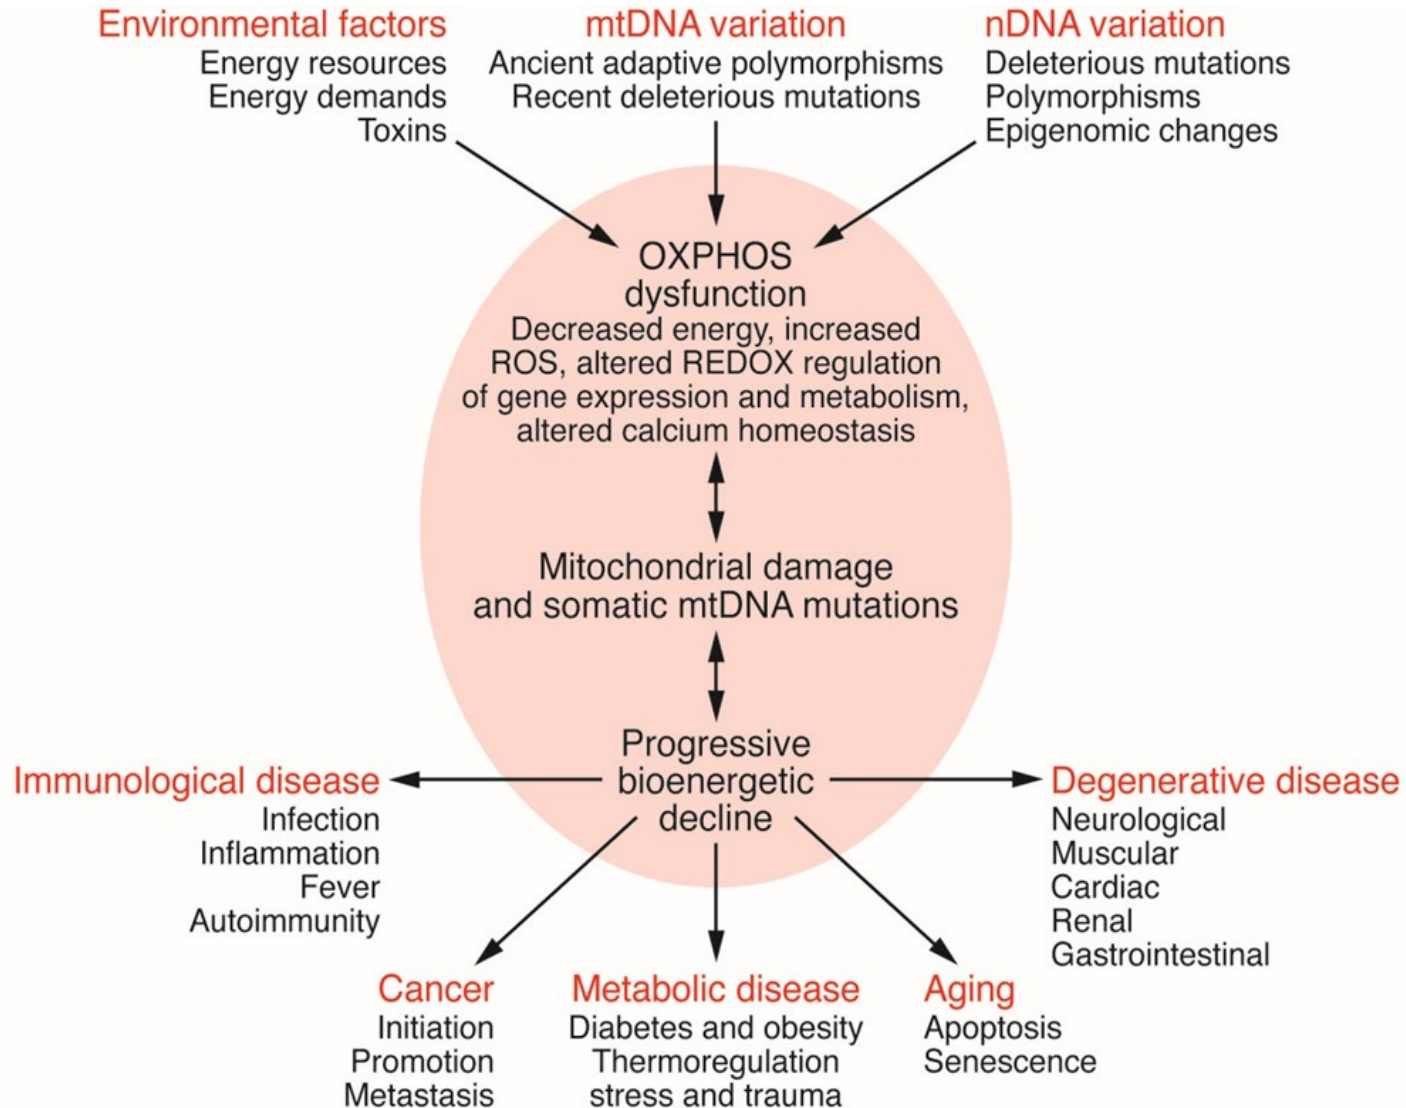 Environmental factors
Energy resources
Energy demands
Toxins
mtDNA variation
Ancient adaptive polymorphisms
Recent deleterious mutations
nDNA variation
Deleterious mutations
Polymorphisms
Epigenomic changes
OXPHOS
dysfunction
Decreased energy, increased
ROS, altered REDOX regulation
of gene expression and metabolism,
altered calcium homeostasis
Mitochondrial damage
and somatic mtDNA mutations
Progressive
bioenergetic
decline
Immunological disease
Infection
Inflammation
Fever
Autoimmunity
Cancer
Initiation
Promotion
Metastasis
Metabolic disease
Diabetes and obesity
Thermoregulation
stress and trauma
Aging
Apoptosis
Senescence
Degenerative disease
Neurological
Muscular
Cardiac
Renal
Gastrointestinal